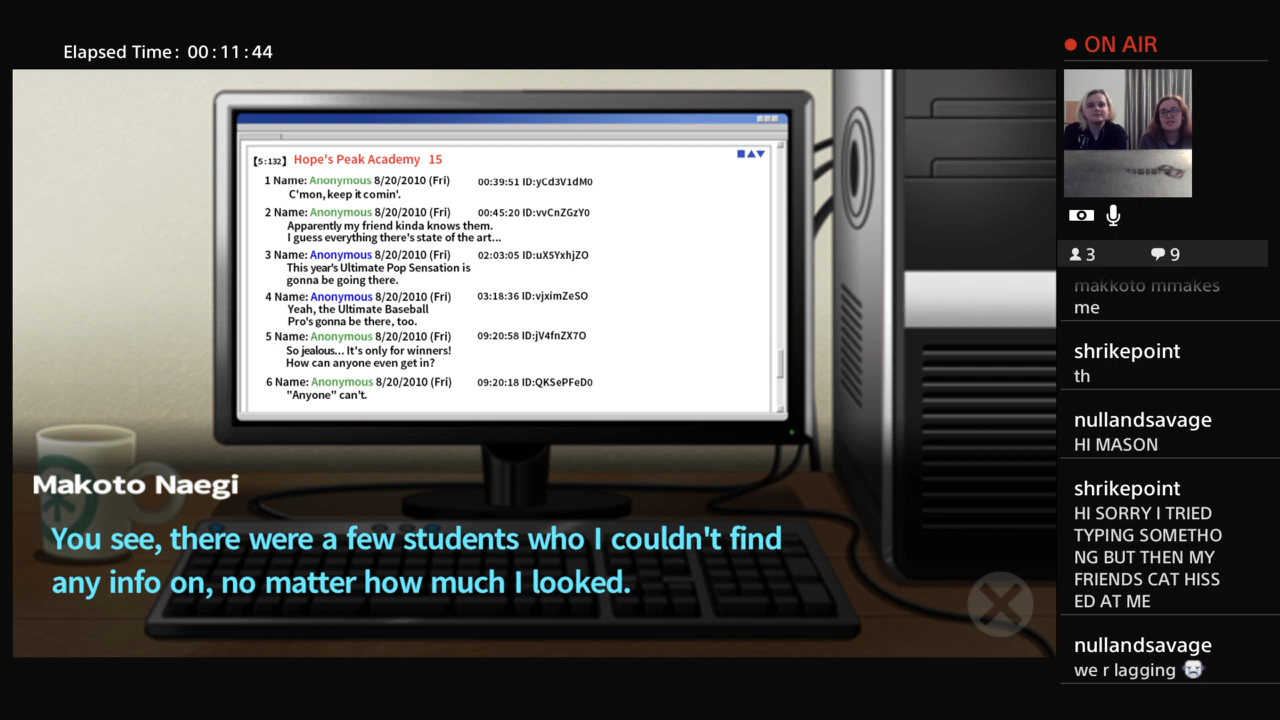 Elapsed Time: 00:11:44
ON AIR
【5:132】 Hope's Peak Academy 15
1 Name: Anonymous 8/20/2010 (Fri) 00:39:51 ID:yCd3V1dM0
C'mon, keep it comin'.
2 Name: Anonymous 8/20/2010 (Fri) 00:45:20 ID:vvCnZGzY0
Apparently my friend kinda knows them.
I guess everything there's state of the art...
3 Name: Anonymous 8/20/2010 (Fri) 02:03:05 ID:uX5YxhjZO
This year's Ultimate Pop Sensation is
gonna be going there.
4 Name: Anonymous 8/20/2010 (Fri) 03:18:36 ID:vjximZeSO
Yeah, the Ultimate Baseball
Pro's gonna be there, too.
5 Name: Anonymous 8/20/2010 (Fri) 09:20:58 ID:jV4fnZX7O
So jealous... It's only for winners!
How can anyone even get in?
6 Name: Anonymous 8/20/2010 (Fri) 09:20:18 ID:QKSePFeD0
"Anyone" can't.
Makoto Naegi
You see, there were a few students who I couldn't find
any info on, no matter how much I looked.
3 9
makkoto mmakes
me
shrikepoint
th
nullandsavage
HI MASON
shrikepoint
HI SORRY I TRIED
TYPING SOMETHO
NG BUT THEN MY
FRIENDS CAT HISS
ED AT ME
nullandsavage
we r lagging